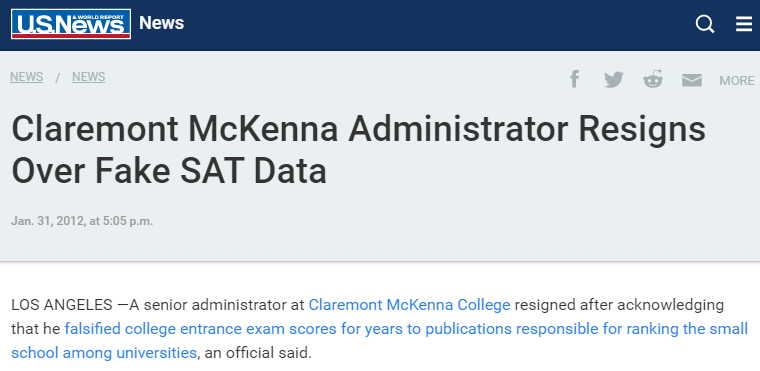 U.S.News & WORLD REPORT News
NEWS / NEWS
MORE
Claremont McKenna Administrator Resigns
Over Fake SAT Data
Jan. 31, 2012, at 5:05 p.m.
LOS ANGELES —A senior administrator at Claremont McKenna College resigned after acknowledging
that he falsified college entrance exam scores for years to publications responsible for ranking the small
school among universities, an official said.